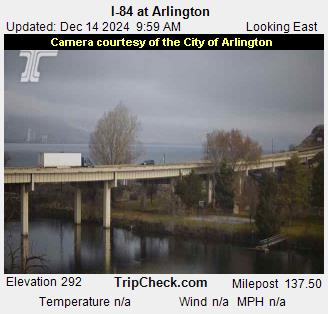 I-84 at Arlington
Updated: Dec 14 2024 9:59 AM Looking East
Camera courtesy of the City of Arlington
Elevation 292 TripCheck.com Milepost 137.50
Temperature n/a Wind n/a MPH n/a